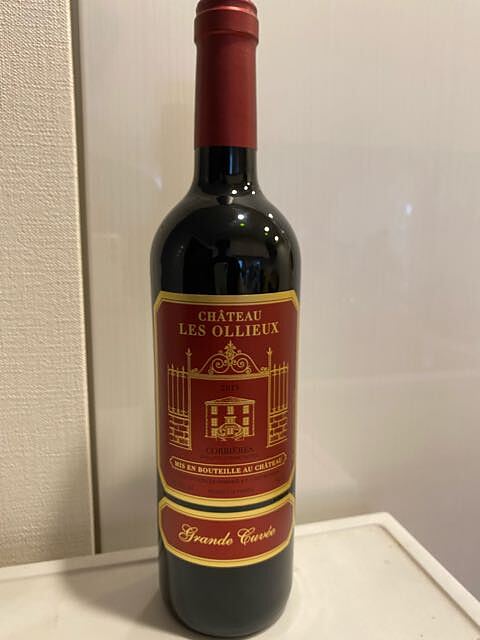 CHÂTEAU
LES OLLIEUX
CORBIÈRES
MIS EN BOUTEILLE AU CHÂTEAU
Grande Cuvée